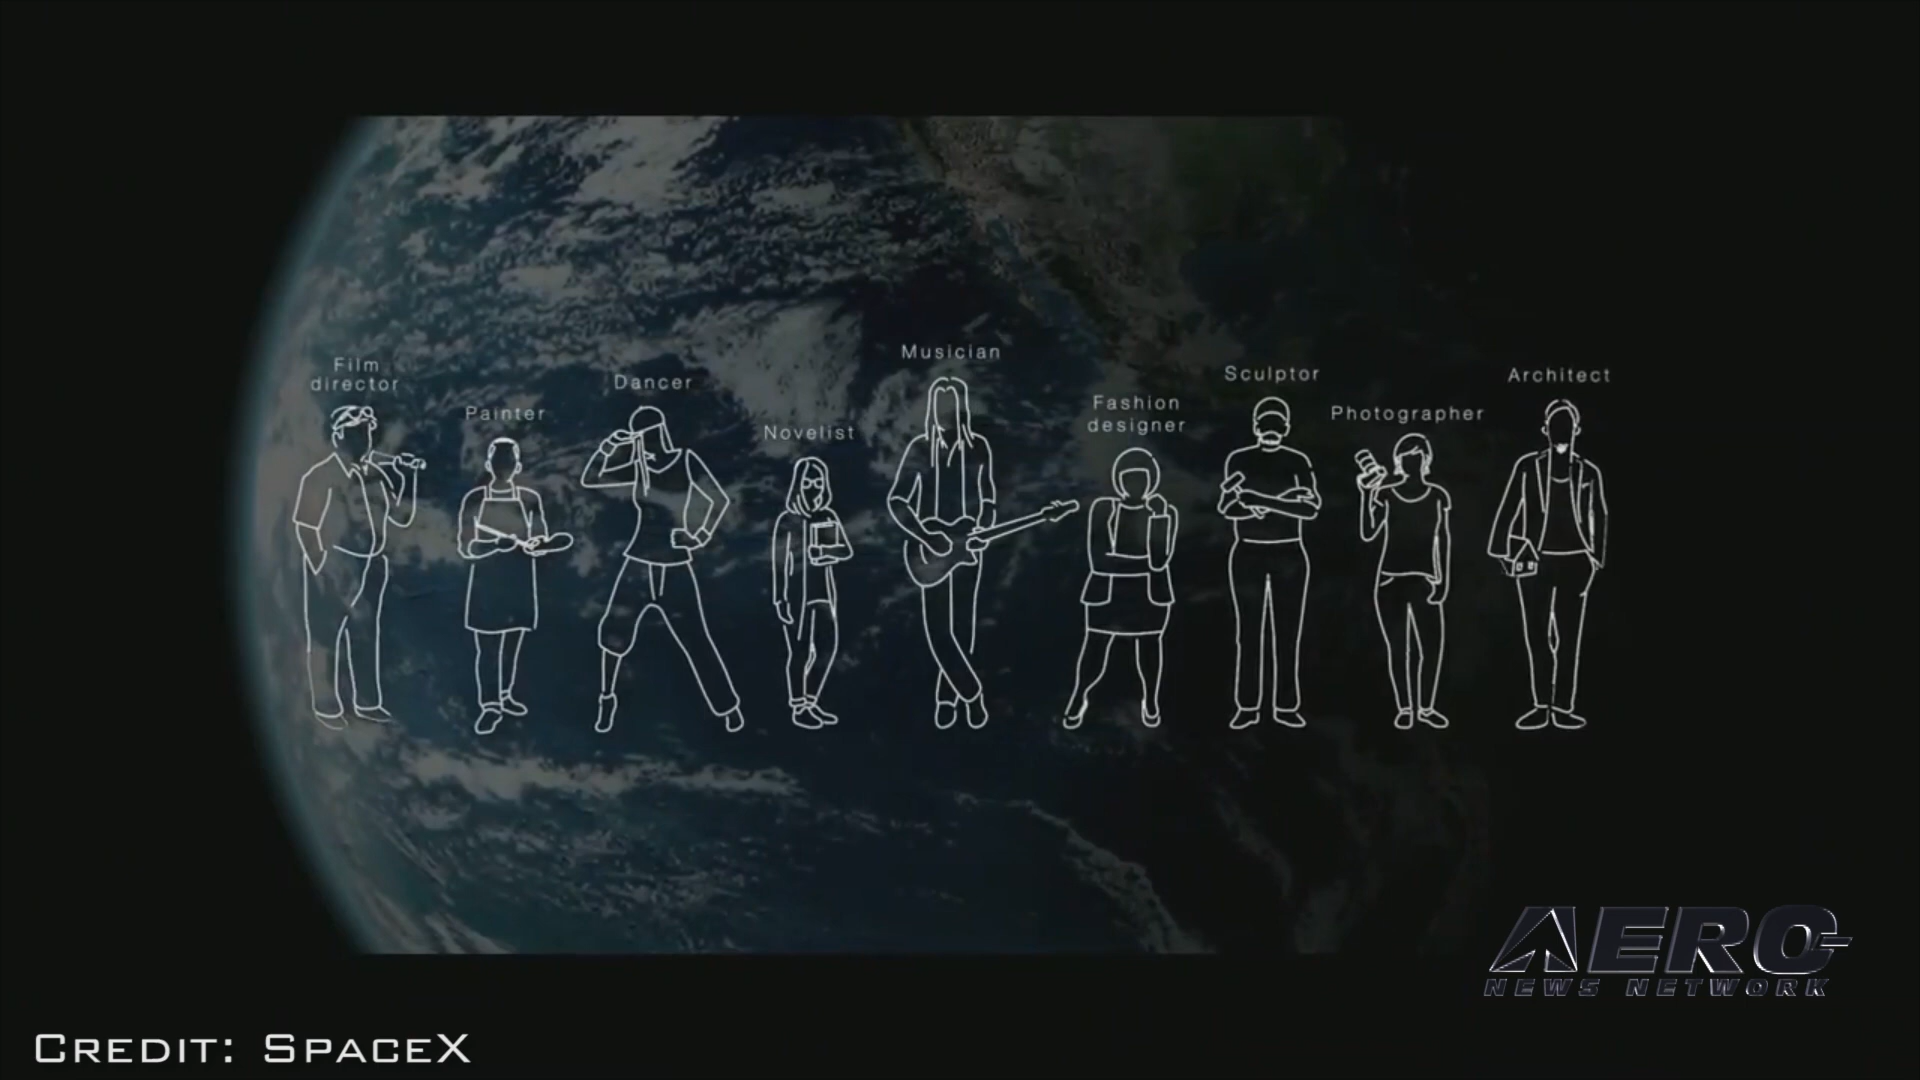 Film
director
Painter
Dancer
Novelist
Musician
Fashion
designer
Sculptor
Photographer
Architect
AERO
NEWS NETWORK
CREDIT: SPACEX